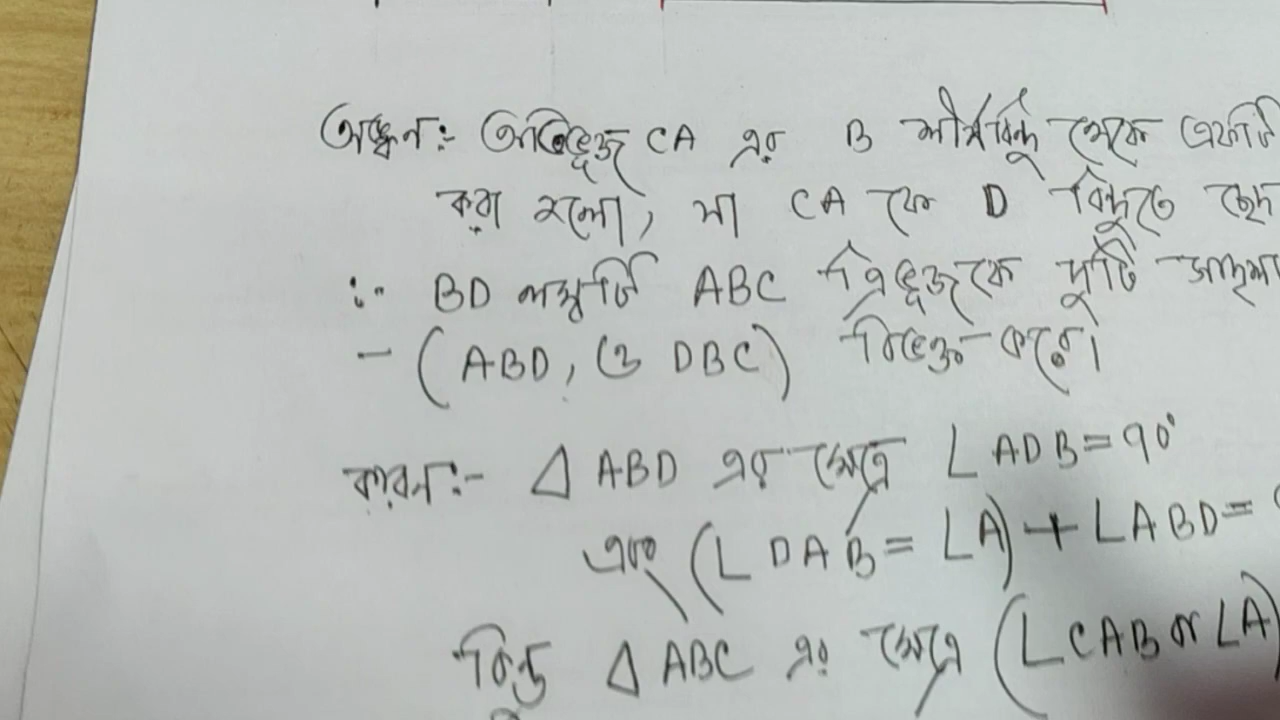 অঙ্কন:- অতিভুজ CA এর B শীর্ষবিন্দু থেকে একটি
করা হলো, যা CA কে D বিন্দুতে ছেদ
∴ BD লম্বটি ABC ত্রিভুজকে দুটি সাদৃশ্য
- (ABD, ও DBC) বিভক্ত করে।
কারন:- Δ ABD এর ক্ষেত্রে ∠ADB = 90°
এবং (∠DAB = ∠A) + ∠ABD =
কিন্তু Δ ABC এর ক্ষেত্রে (∠CAB or ∠A)